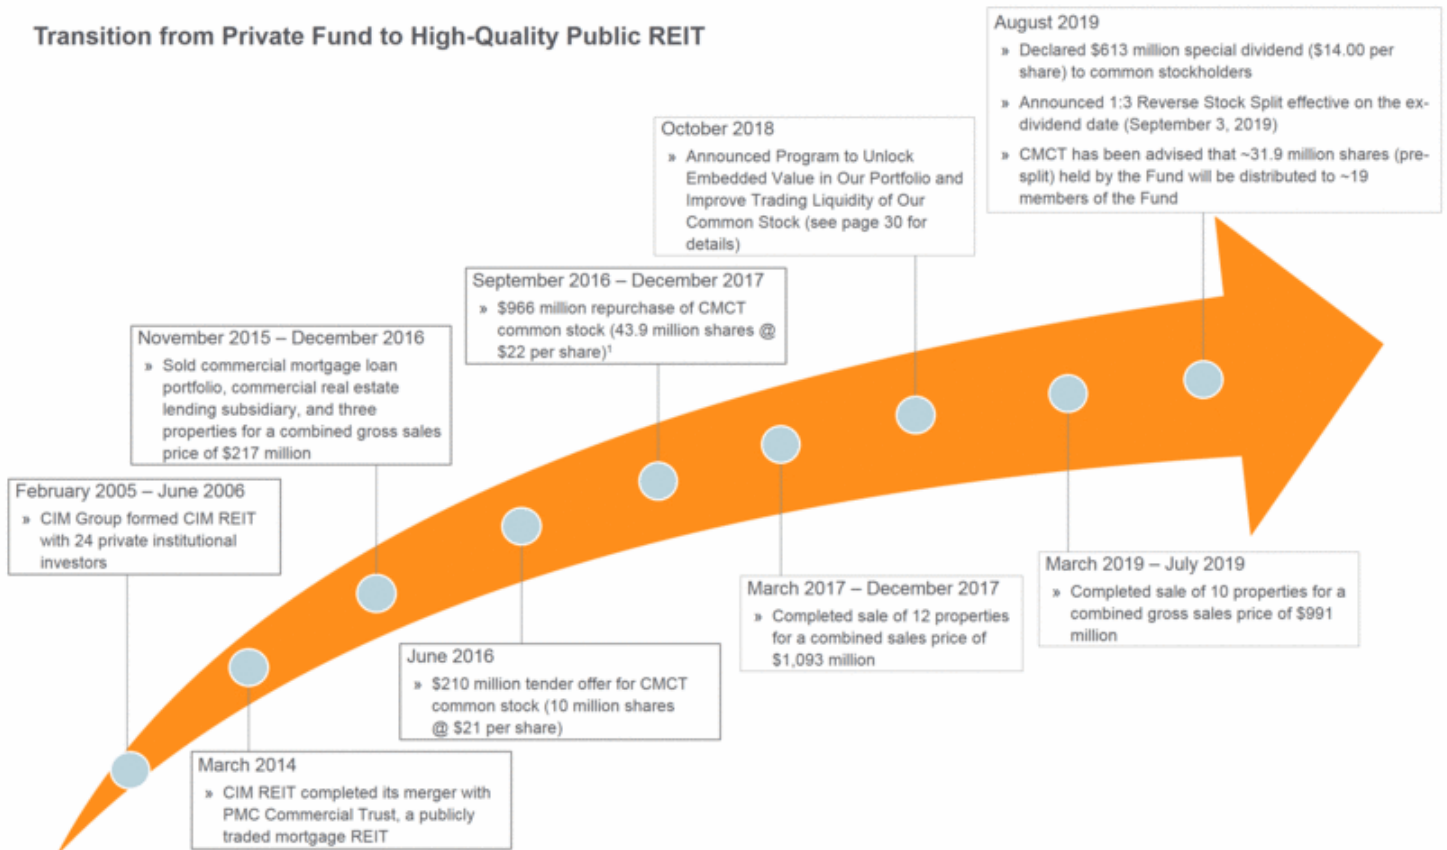 Transition from Private Fund to High-Quality Public REIT
August 2019
» Declared $613 million special dividend ($14.00 per
share) to common stockholders
» Announced 1:3 Reverse Stock Split effective on the ex-
dividend date (September 3, 2019)
» CMCT has been advised that ~31.9 million shares (pre-
split) held by the Fund will be distributed to ~19
members of the Fund
October 2018
» Announced Program to Unlock
Embedded Value in Our Portfolio and
Improve Trading Liquidity of Our
Common Stock (see page 30 for
details)
September 2016 – December 2017
» $966 million repurchase of CMCT
common stock (43.9 million shares @
$22 per share)¹
November 2015 – December 2016
» Sold commercial mortgage loan
portfolio, commercial real estate
lending subsidiary, and three
properties for a combined gross sales
price of $217 million
February 2005 – June 2006
» CIM Group formed CIM REIT
with 24 private institutional
investors
March 2019 – July 2019
» Completed sale of 10 properties for a
combined gross sales price of $991
million
March 2017 – December 2017
» Completed sale of 12 properties
for a combined sales price of
$1,093 million
June 2016
» $210 million tender offer for CMCT
common stock (10 million shares
@ $21 per share)
March 2014
» CIM REIT completed its merger with
PMC Commercial Trust, a publicly
traded mortgage REIT